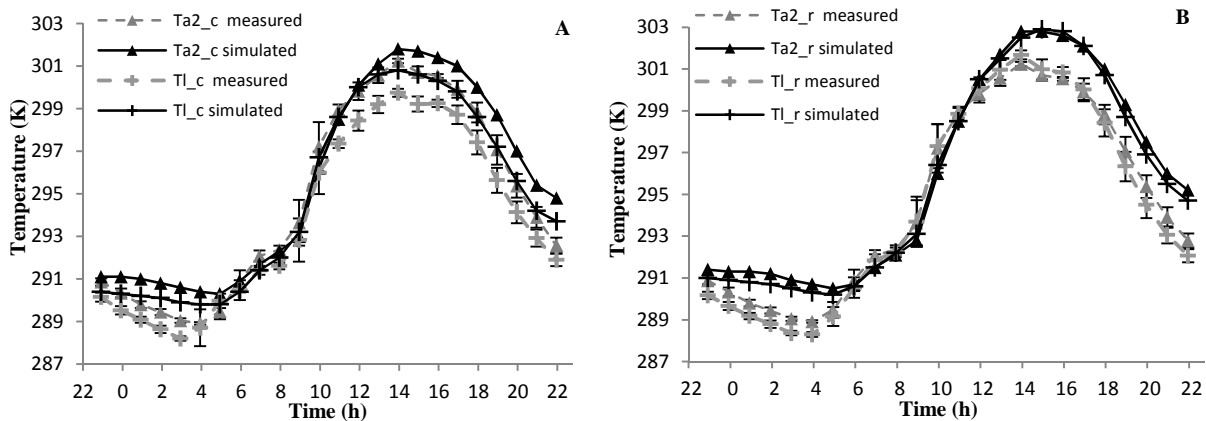 A
Ta2_c measured
Ta2_c simulated
Tl_c measured
Tl_c simulated
Temperature (K)
303
301
299
297
295
293
291
289
287
22 0 2 4 6 8 10 12 14 16 18 20 22
Time (h)
B
Ta2_r measured
Ta2_r simulated
Tl_r measured
Tl_r simulated
Temperature (K)
303
301
299
297
295
293
291
289
287
22 0 2 4 6 8 10 12 14 16 18 20 22
Time (h)